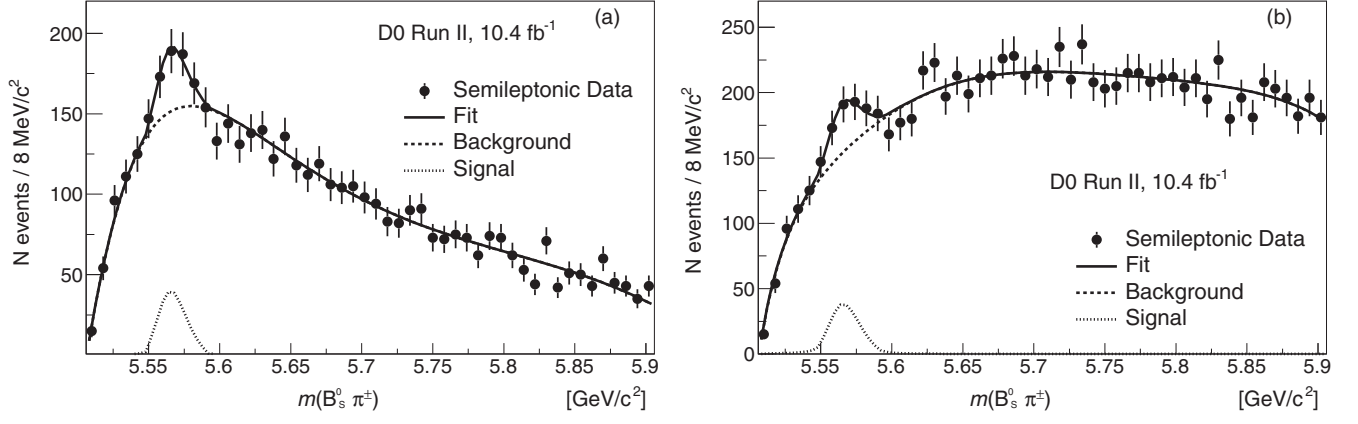 (a)
D0 Run II, 10.4 fb⁻¹
Semileptonic Data
Fit
Background
Signal
N events / 8 MeV/c²
200
150
100
50
5.55 5.6 5.65 5.7 5.75 5.8 5.85 5.9
m(B⁰ₛ π±) [GeV/c²]
(b)
D0 Run II, 10.4 fb⁻¹
Semileptonic Data
Fit
Background
Signal
N events / 8 MeV/c²
250
200
150
100
50
0
5.55 5.6 5.65 5.7 5.75 5.8 5.85 5.9
m(B⁰ₛ π±) [GeV/c²]